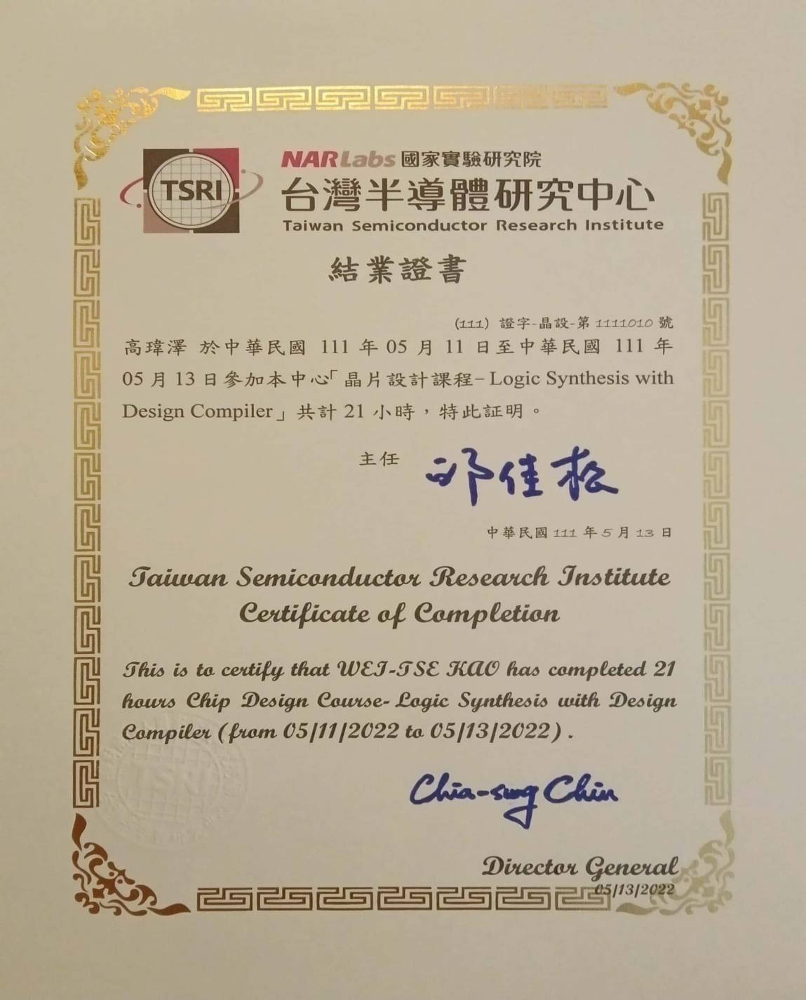 TSRI
NARLabs 國家實驗研究院
台灣半導體研究中心
Taiwan Semiconductor Research Institute
結業證書
(111) 證字-晶設-第 1111010 號
高瑋澤 於中華民國 111 年 05 月 11 日至中華民國 111 年
05 月 13 日參加本中心「晶片設計課程- Logic Synthesis with
Design Compiler」共計 21 小時，特此証明。
主任 邱佳松
中華民國 111 年 5 月 13 日
Taiwan Semiconductor Research Institute
Certificate of Completion
This is to certify that WEI-TSE KAO has completed 21
hours Chip Design Course- Logic Synthesis with Design
Compiler (from 05/11/2022 to 05/13/2022) .
TSRI
Chia-sung Chiu
Director General
05/13/2022